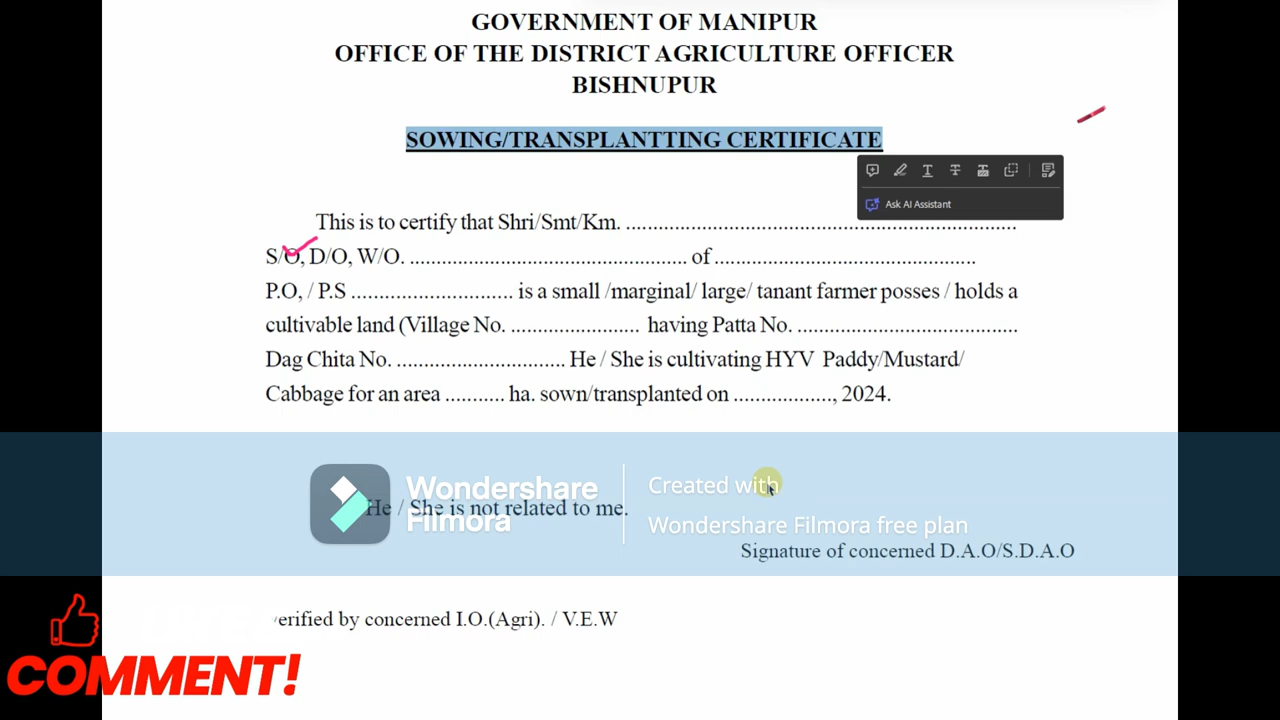 GOVERNMENT OF MANIPUR
OFFICE OF THE DISTRICT AGRICULTURE OFFICER
BISHNUPUR
SOWING/TRANSPLANTTING CERTIFICATE
Ask AI Assistant
This is to certify that Shri/Smt/Km. ......................................................................
S/O, D/O, W/O. .................................................. of ...............................................
P.O, / P.S ............................. is a small /marginal/ large/ tanant farmer posses / holds a
cultivable land (Village No. ....................... having Patta No. ........................................
Dag Chita No. .............................. He / She is cultivating HYV Paddy/Mustard/
Cabbage for an area ........... ha. sown/transplanted on .................., 2024.
Wondershare Filmora
Created with
Wondershare Filmora free plan
He / She is not related to me.
Signature of concerned D.A.O/S.D.A.O
erified by concerned I.O.(Agri). / V.E.W
COMMENT!